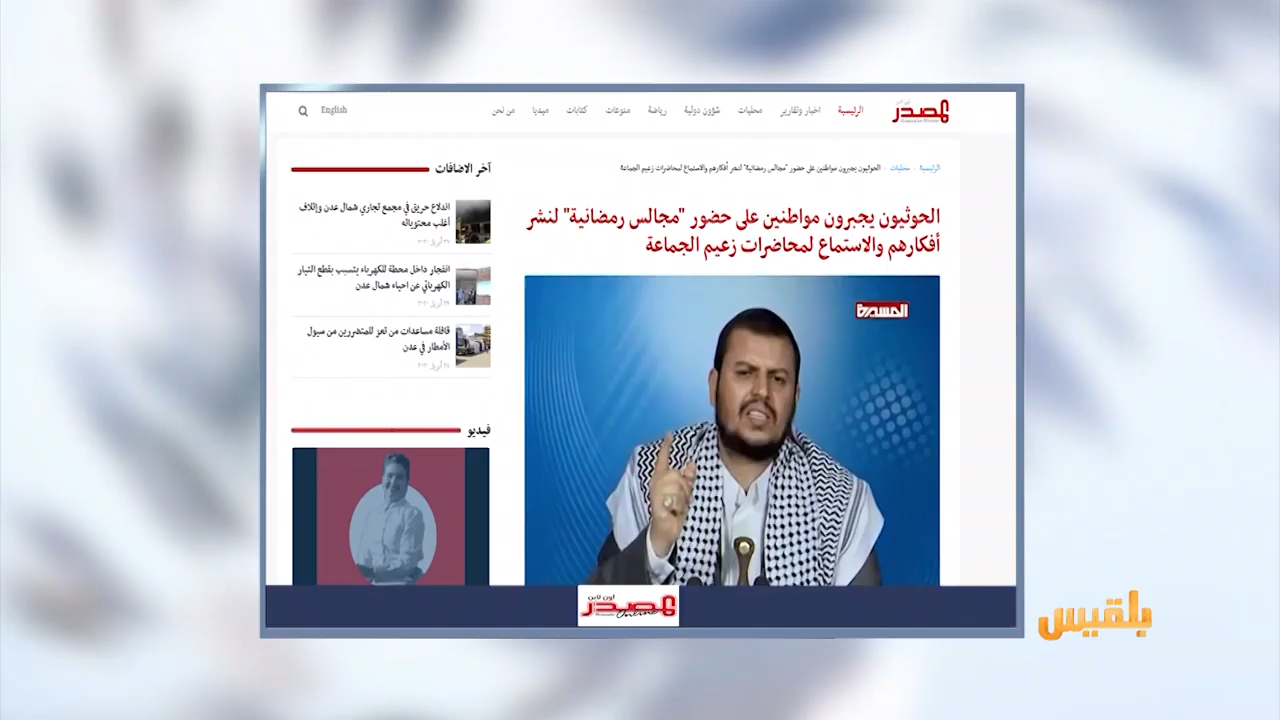 اون لاين
المصدر
الرئيسية
اخبار وتقارير
محليات
شؤون دولية
رياضة
منوعات
كتابات
ميديا
من نحن
English
الرئيسية
محليات
الحوثيون يجبرون مواطنين على حضور "مجالس رمضانية" لنشر أفكارهم والاستماع لمحاضرات زعيم الجماعة
الحوثيون يجبرون مواطنين على حضور "مجالس رمضانية" لنشر
أفكارهم والاستماع لمحاضرات زعيم الجماعة
المسيرة
آخر الاضافات
اندلاع حريق في مجمع تجاري شمال عدن وإتلاف
أغلب محتوياته
انفجار داخل محطة للكهرباء يتسبب بقطع التيار
الكهربائي عن احياء شمال عدن
قافلة مساعدات من تعز للمتضررين من سيول
الأمطار في عدن
فيديو
اون لاين
المصدر
Online
بلقيس